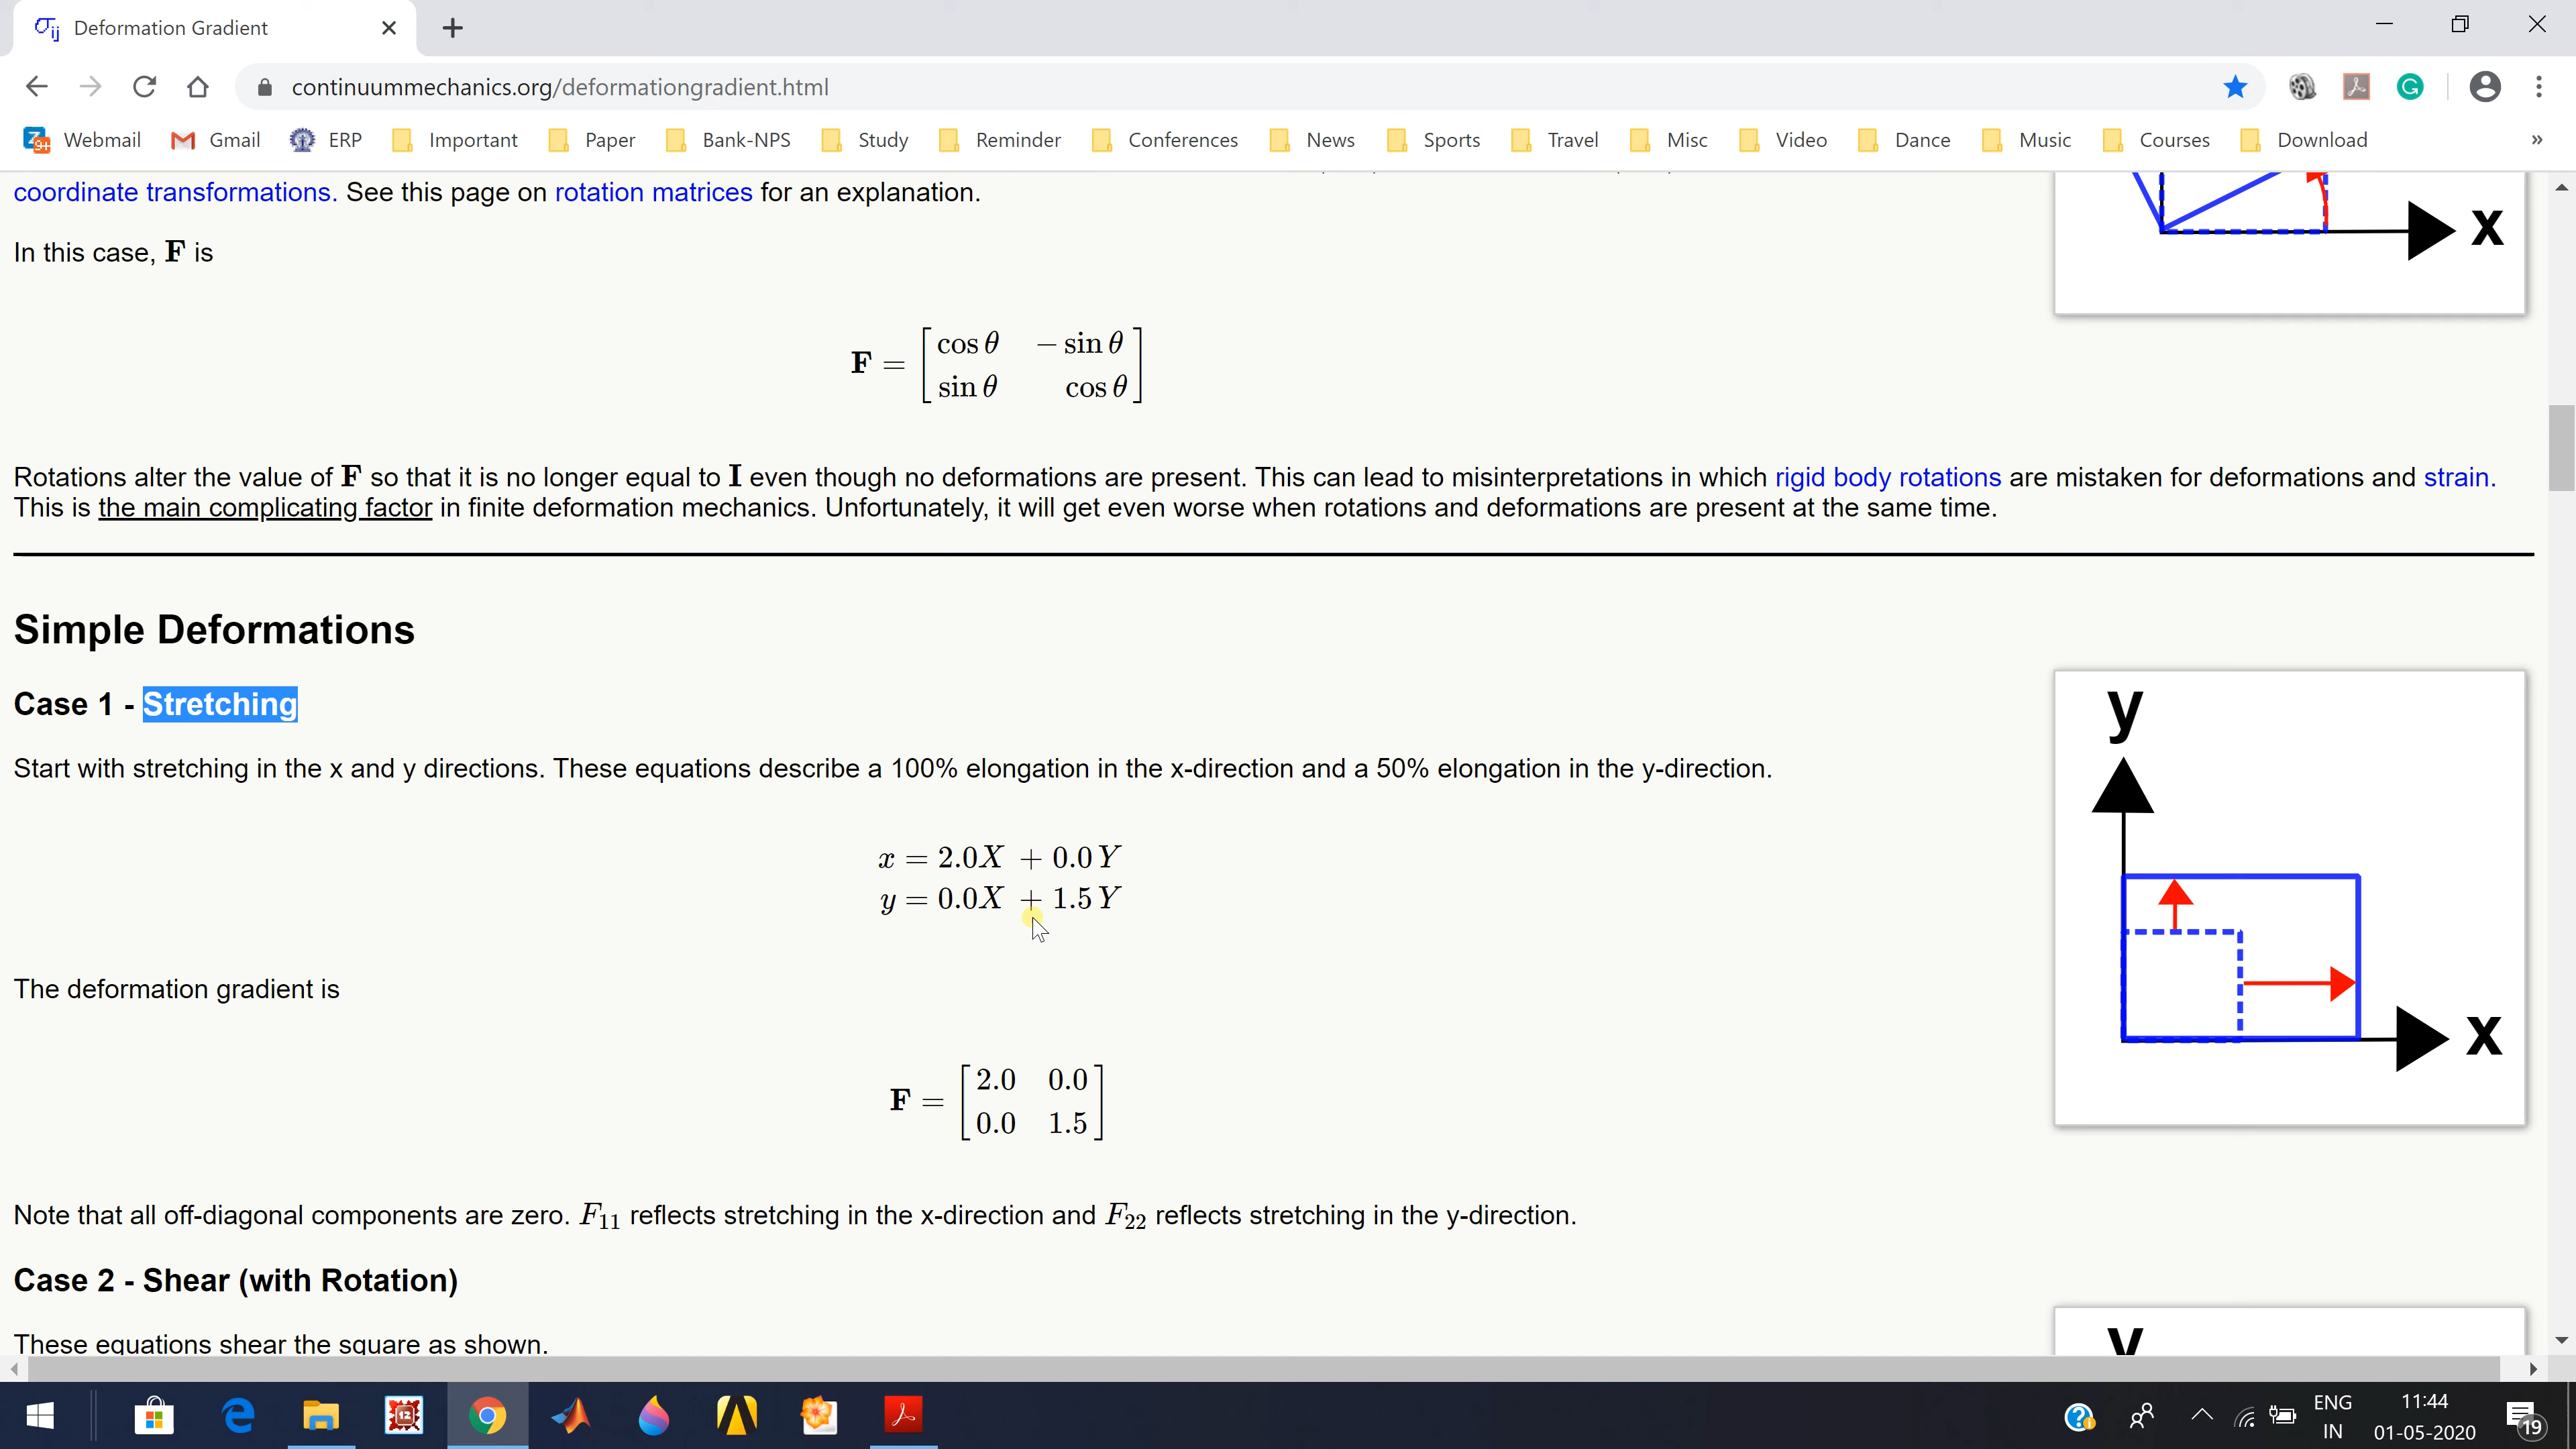 σij Deformation Gradient
continuummechanics.org/deformationgradient.html
Webmail Gmail ERP Important Paper Bank-NPS Study Reminder Conferences News Sports Travel Misc Video Dance Music Courses Download »
coordinate transformations. See this page on rotation matrices for an explanation.
x
In this case, F is
F = [cos θ − sin θ
sin θ cos θ]
Rotations alter the value of F so that it is no longer equal to I even though no deformations are present. This can lead to misinterpretations in which rigid body rotations are mistaken for deformations and strain.
This is the main complicating factor in finite deformation mechanics. Unfortunately, it will get even worse when rotations and deformations are present at the same time.
Simple Deformations
Case 1 - Stretching
Start with stretching in the x and y directions. These equations describe a 100% elongation in the x-direction and a 50% elongation in the y-direction.
x = 2.0X + 0.0 Y
y = 0.0X + 1.5 Y
The deformation gradient is
F = [2.0 0.0
0.0 1.5]
y
x
Note that all off-diagonal components are zero. F11 reflects stretching in the x-direction and F22 reflects stretching in the y-direction.
Case 2 - Shear (with Rotation)
These equations shear the square as shown.
y
ENG
IN
11:44
01-05-2020
19